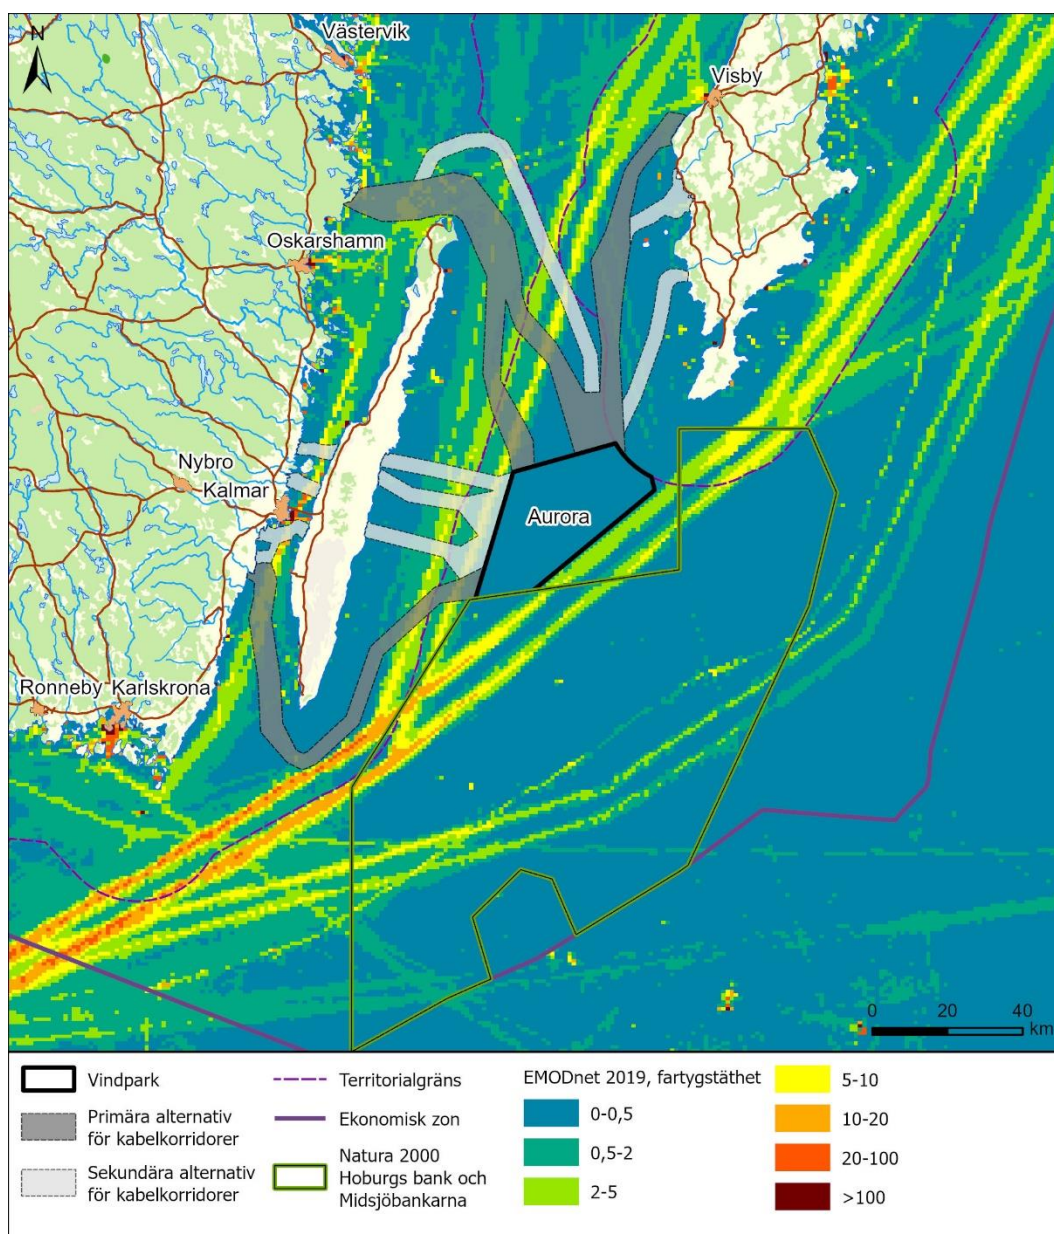 N
Västervik
Visby
Oskarshamn
Nybro
Kalmar
Aurora
Ronneby
Karlskrona
0 20 40
km
Vindpark
Primära alternativ
för kabelkorridorer
Sekundära alternativ
för kabelkorridorer
Territorialgräns
Ekonomisk zon
Natura 2000
Hoburgs bank och
Midsjöbankarna
EMODnet 2019, fartygstäthet
0-0,5
0,5-2
2-5
5-10
10-20
20-100
>100